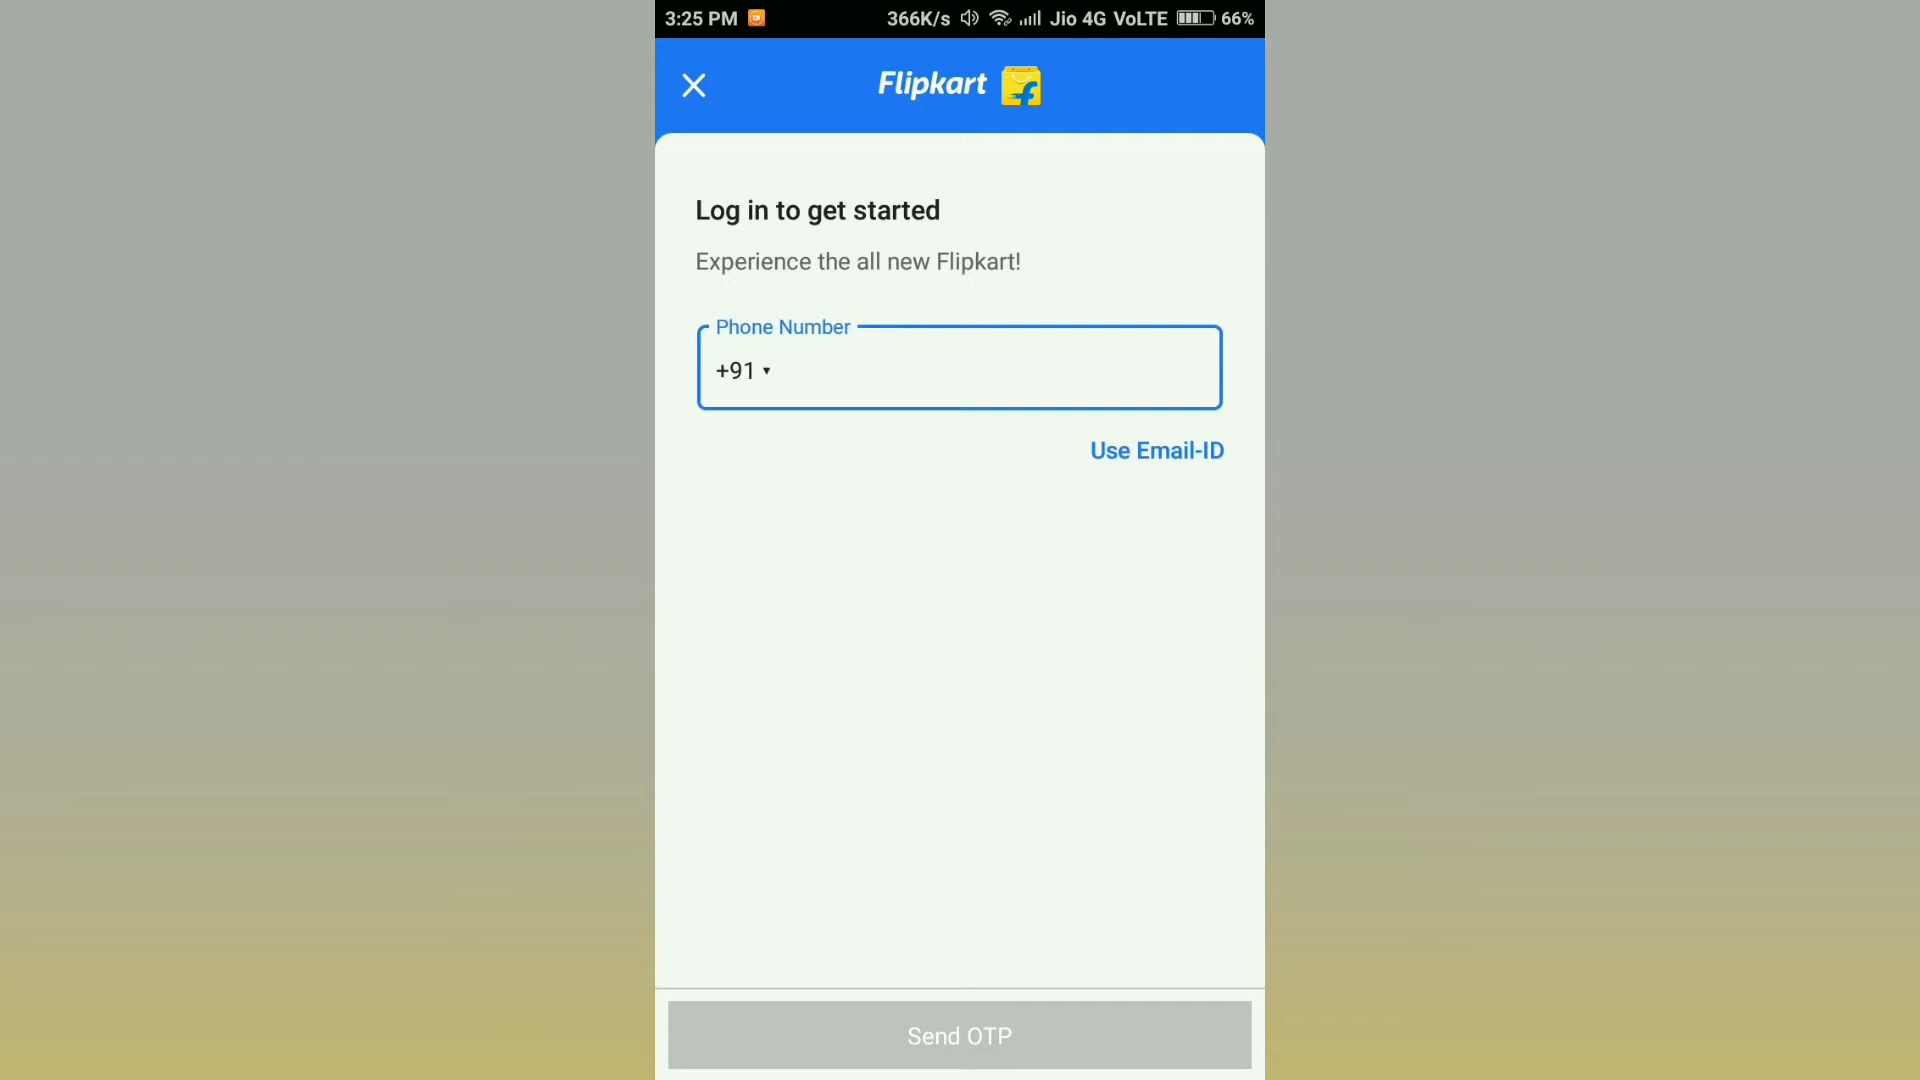 3:25 PM 366K/s Jio 4G VoLTE 66%
Flipkart
Log in to get started
Experience the all new Flipkart!
Phone Number
+91
Use Email-ID
Send OTP